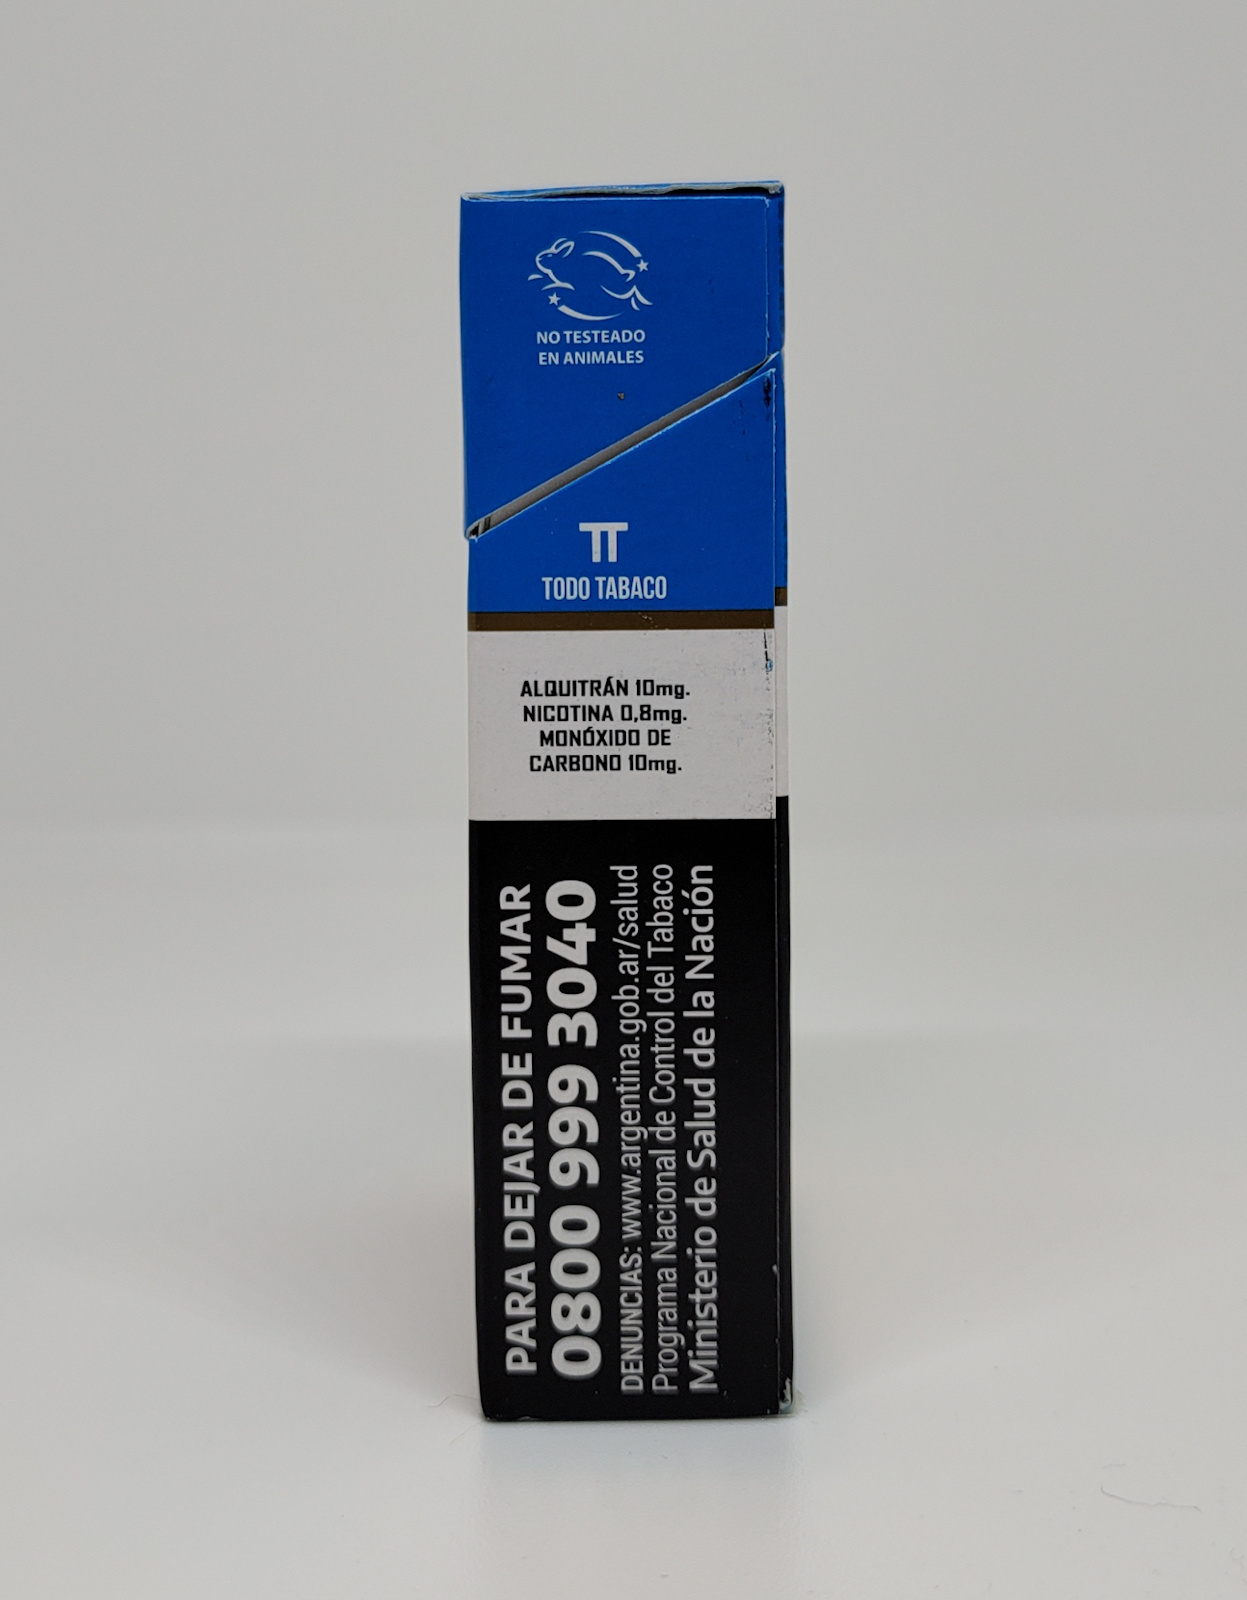 NO TESTEADO
EN ANIMALES
TT
TODO TABACO
ALQUITRÁN 10mg.
NICOTINA 0,8mg.
MONÓXIDO DE
CARBONO 10mg.
PARA DEJAR DE FUMAR
0800 999 3040
DENUNCIAS: www.argentina.gob.ar/salud
Programa Nacional de Control del Tabaco
Ministerio de Salud de la Nación